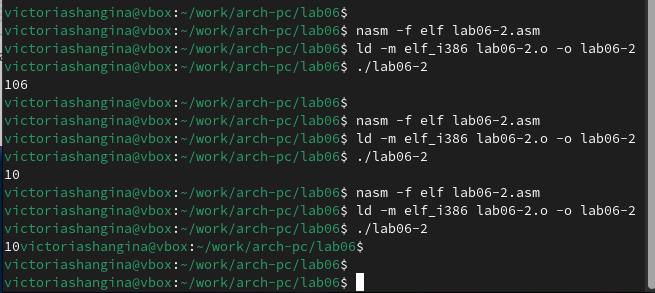 victoriashangina@vbox:~/work/arch-pc/lab06$
victoriashangina@vbox:~/work/arch-pc/lab06$ nasm -f elf lab06-2.asm
victoriashangina@vbox:~/work/arch-pc/lab06$ ld -m elf_i386 lab06-2.o -o lab06-2
victoriashangina@vbox:~/work/arch-pc/lab06$ ./lab06-2
106
victoriashangina@vbox:~/work/arch-pc/lab06$
victoriashangina@vbox:~/work/arch-pc/lab06$ nasm -f elf lab06-2.asm
victoriashangina@vbox:~/work/arch-pc/lab06$ ld -m elf_i386 lab06-2.o -o lab06-2
victoriashangina@vbox:~/work/arch-pc/lab06$ ./lab06-2
10
victoriashangina@vbox:~/work/arch-pc/lab06$ nasm -f elf lab06-2.asm
victoriashangina@vbox:~/work/arch-pc/lab06$ ld -m elf_i386 lab06-2.o -o lab06-2
victoriashangina@vbox:~/work/arch-pc/lab06$ ./lab06-2
10victoriashangina@vbox:~/work/arch-pc/lab06$
victoriashangina@vbox:~/work/arch-pc/lab06$
victoriashangina@vbox:~/work/arch-pc/lab06$